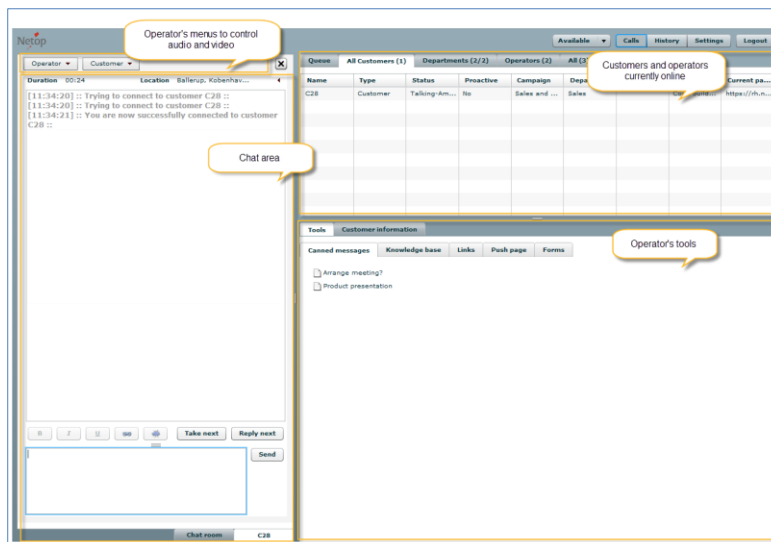 Netop
Operator's menus to control
audio and video
Available
Calls
History
Settings
Logout
Operator
Customer
Duration 00:24
Location Ballerup, Kobenhav...
[11:34:20] :: Trying to connect to customer C28 ::
[11:34:20] :: Trying to connect to customer C28 ::
[11:34:21] :: You are now successfully connected to customer
C28 ::
Chat area
B
I
U
Take next
Reply next
Send
Chat room
C28
Queue
All Customers (1)
Departments (2/2)
Operators (2)
Customers and operators
currently online
Name Type Status Proactive Campaign Current pa...
C28 Customer Talking-Am... No Sales and ... Sales https://rh.n...
Tools
Customer information
Operator's tools
Canned messages
Knowledge base
Links
Push page
Forms
Arrange meeting?
Product presentation